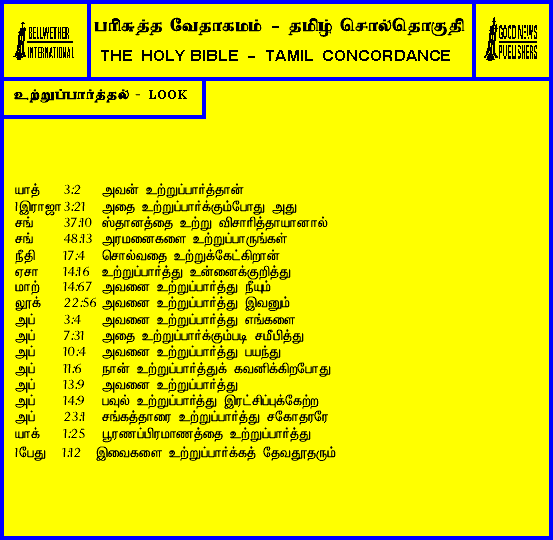 BELLWETHER
INTERNATIONAL
பரிசுத்த வேதாகமம் - தமிழ் சொல்தொகுதி
THE HOLY BIBLE - TAMIL CONCORDANCE
GOOD NEWS
PUBLISHERS
உற்றுப்பார்த்தல் - LOOK
யாத் 3:2 அவன் உற்றுப்பார்த்தான்
1இராஜா 3:21 அதை உற்றுப்பார்க்கும்போது அது
சங் 37:10 ஸ்தானத்தை உற்று விசாரித்தாயானால்
சங் 48:13 அரமனைகளை உற்றுப்பாருங்கள்
நீதி 17:4 சொல்வதை உற்றுக்கேட்கிறான்
ஏசா 14:16 உற்றுப்பார்த்து உன்னைக்குறித்து
மாற் 14:67 அவனை உற்றுப்பார்த்து நீயும்
லூக் 22:56 அவனை உற்றுப்பார்த்து இவனும்
அப் 3:4 அவனை உற்றுப்பார்த்து எங்களை
அப் 7:31 அதை உற்றுப்பார்க்கும்படி சமீபித்து
அப் 10:4 அவனை உற்றுப்பார்த்து பயந்து
அப் 11:6 நான் உற்றுப்பார்த்துக் கவனிக்கிறபோது
அப் 13:9 அவனை உற்றுப்பார்த்து
அப் 14:9 பவுல் உற்றுப்பார்த்து இரட்சிப்புக்கேற்ற
அப் 23:1 சங்கத்தாரை உற்றுப்பார்த்து சகோதரரே
யாக் 1:25 பூரணப்பிரமாணத்தை உற்றுப்பார்த்து
1பேது 1:12 இவைகளை உற்றுப்பார்க்கத் தேவதூதரும்